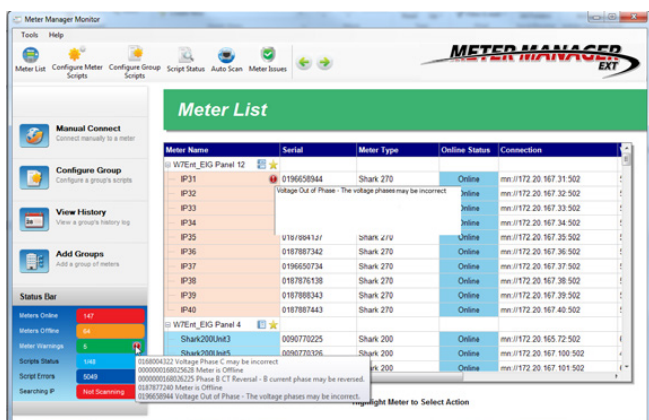 Meter Manager Monitor
Tools Help
Meter List Configure Meter Scripts Configure Group Scripts Script Status Auto Scan Meter Issues
METER MANAGER
EXT
Manual Connect
Connect manually to a meter
Configure Group
Configure a group's scripts
View History
View a group's history log
Add Groups
Add a group of meters
Status Bar
Meters Online 147
Meters Offline 64
Meter Warnings 5
Scripts Status 1/48
Script Errors 5049
Searching IP Not Scanning
Meter List
Meter Name Serial Meter Type Online Status Connection
W7Ent_EIG Panel 12
IP31 0196658944 Shark 270 Online mn://172.20.167.31:502
Voltage Out of Phase - The voltage phases may be incorrect
IP32 Online mn://172.20.167.32:502
IP33 Online mn://172.20.167.33:502
IP34 Online mn://172.20.167.34:502
IP35 0187864137 Shark 270 Online mn://172.20.167.35:502
IP36 0187887342 Shark 270 Online mn://172.20.167.36:502
IP37 0196650734 Shark 270 Online mn://172.20.167.37:502
IP38 0187876138 Shark 270 Online mn://172.20.167.38:502
IP39 0187888343 Shark 270 Online mn://172.20.167.39:502
IP40 0187887443 Shark 270 Online mn://172.20.167.40:502
W7Ent_EIG Panel 4
Shark200Unit3 0090770225 Shark 200 Online mn://172.20.165.72:502
Shark200Unit5 0090770326 Shark 200 Online mn://172.20.167.100:502
Shark 200 Online mn://172.20.167.101:502
0168004322 Voltage Phase C may be incorrect
0000000168025628 Meter is Offline
0000000168026225 Phase B CT Reversal - B current phase may be reversed.
0187877240 Meter is Offline
0196658944 Voltage Out of Phase - The voltage phases may be incorrect.
Highlight Meter to Select Action